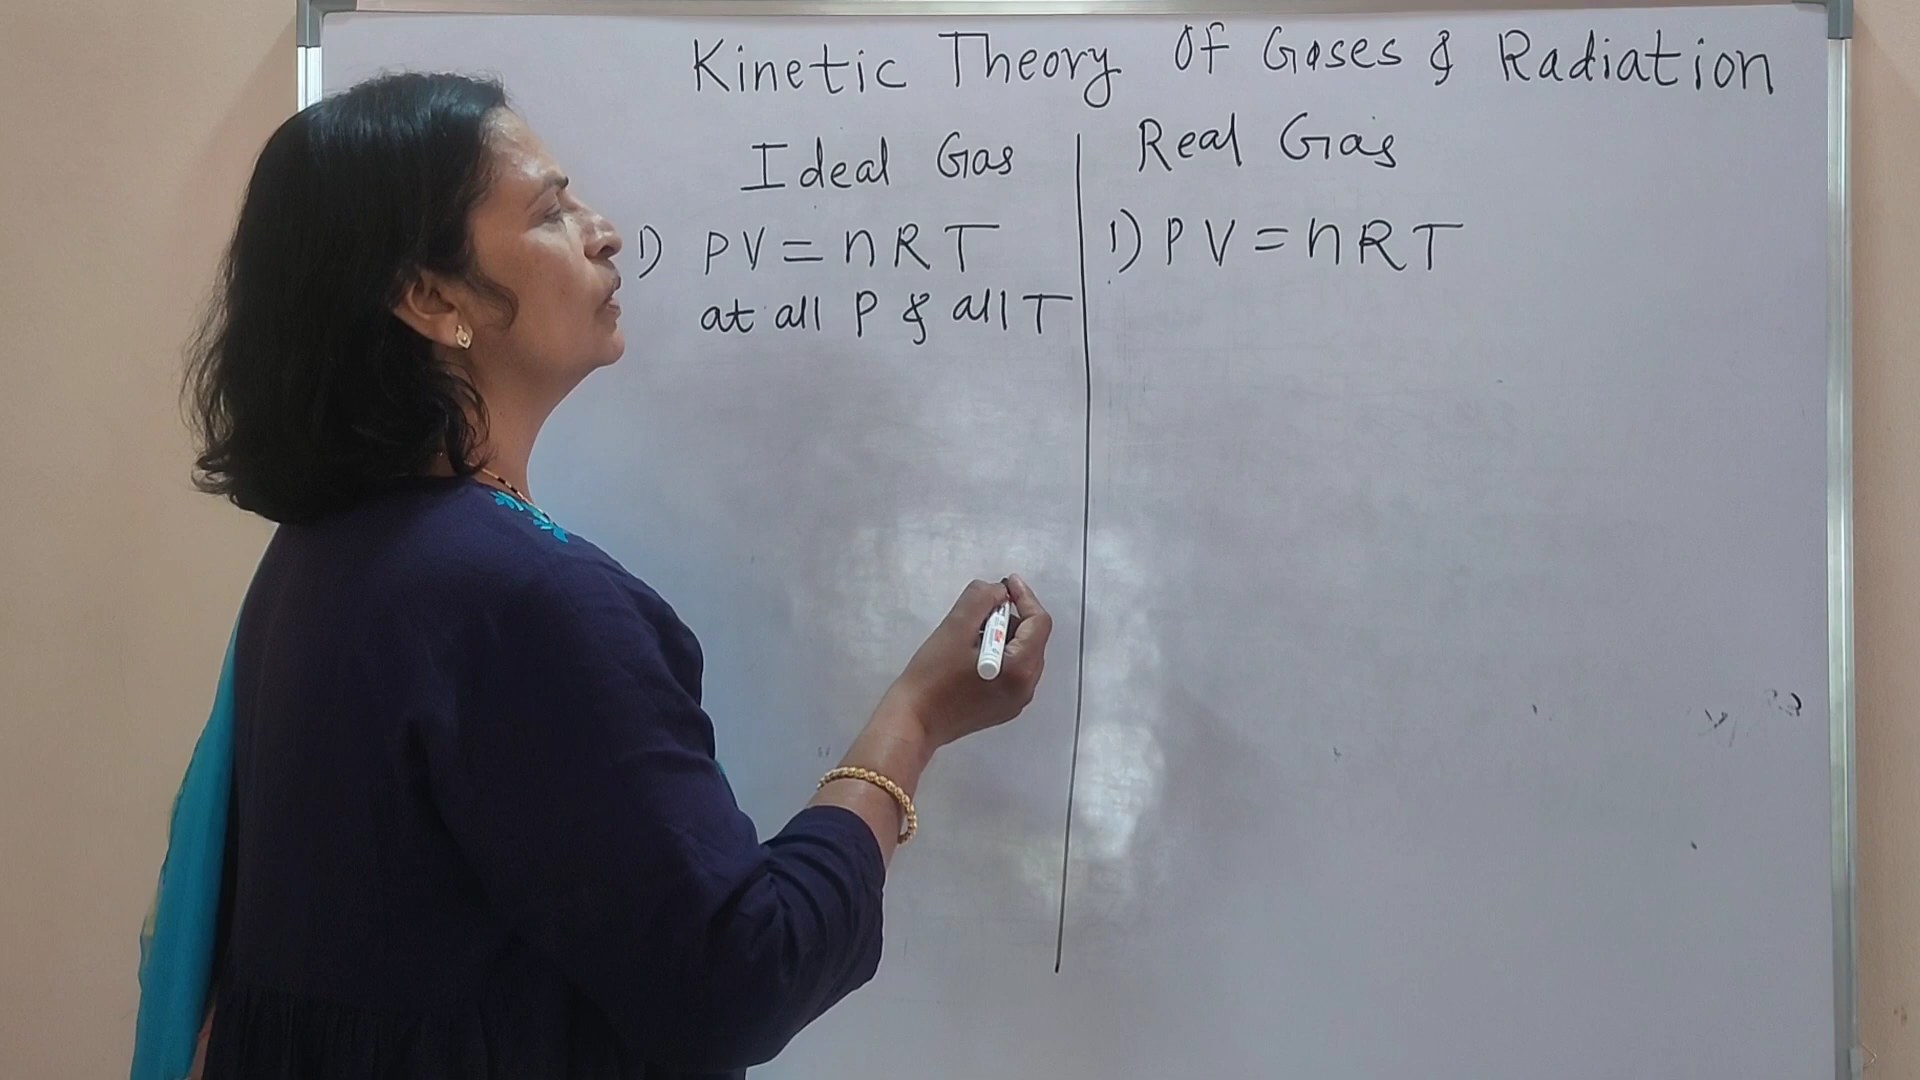 Kinetic Theory Of Gases & Radiation
Ideal Gas
1) PV = nRT
at all P & all T
Real Gas
1) PV = nRT